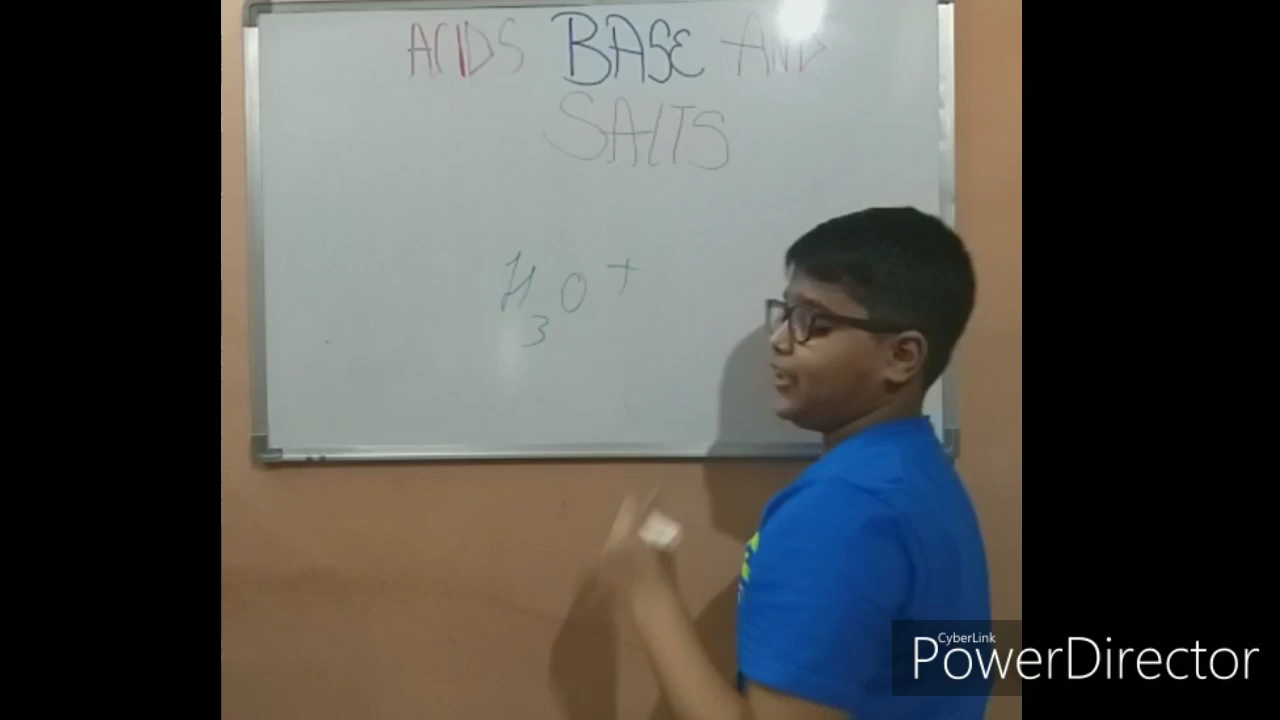 ACIDS BASE AND
SALTS
H3O+
CyberLink
PowerDirector